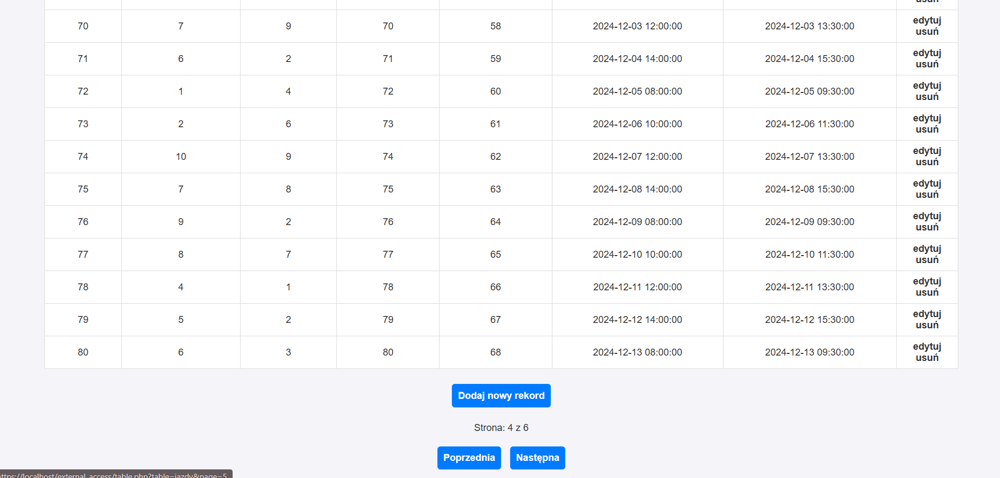 usuń
70 7 9 70 58 2024-12-03 12:00:00 2024-12-03 13:30:00 edytuj
usuń
71 6 2 71 59 2024-12-04 14:00:00 2024-12-04 15:30:00 edytuj
usuń
72 1 4 72 60 2024-12-05 08:00:00 2024-12-05 09:30:00 edytuj
usuń
73 2 6 73 61 2024-12-06 10:00:00 2024-12-06 11:30:00 edytuj
usuń
74 10 9 74 62 2024-12-07 12:00:00 2024-12-07 13:30:00 edytuj
usuń
75 7 8 75 63 2024-12-08 14:00:00 2024-12-08 15:30:00 edytuj
usuń
76 9 2 76 64 2024-12-09 08:00:00 2024-12-09 09:30:00 edytuj
usuń
77 8 7 77 65 2024-12-10 10:00:00 2024-12-10 11:30:00 edytuj
usuń
78 4 1 78 66 2024-12-11 12:00:00 2024-12-11 13:30:00 edytuj
usuń
79 5 2 79 67 2024-12-12 14:00:00 2024-12-12 15:30:00 edytuj
usuń
80 6 3 80 68 2024-12-13 08:00:00 2024-12-13 09:30:00 edytuj
usuń
Dodaj nowy rekord
Strona: 4 z 6
Poprzednia Następna
https://localhost/external_access/table.php?table=jazdy&page=5